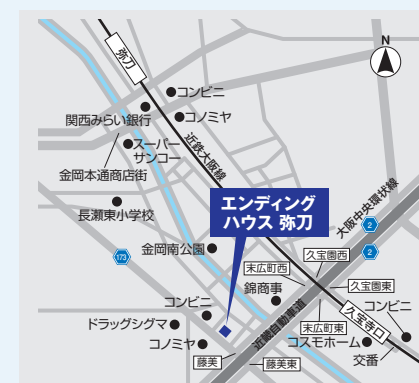 弥刀
N
コンビニ
コノミヤ
関西みらい銀行
スーパー
サンコー
近鉄大阪線
金岡本通商店街
エンディング
ハウス 弥刀
長瀬東小学校
大阪中央環状線
2
金岡南公園
2
173
久宝園西
末広町西
久宝園東
錦商事
コンビニ
近畿自動車道
久宝寺口
コンビニ
ドラッグシグマ
末広町東
コスモホーム
コノミヤ
藤美
藤美東
交番